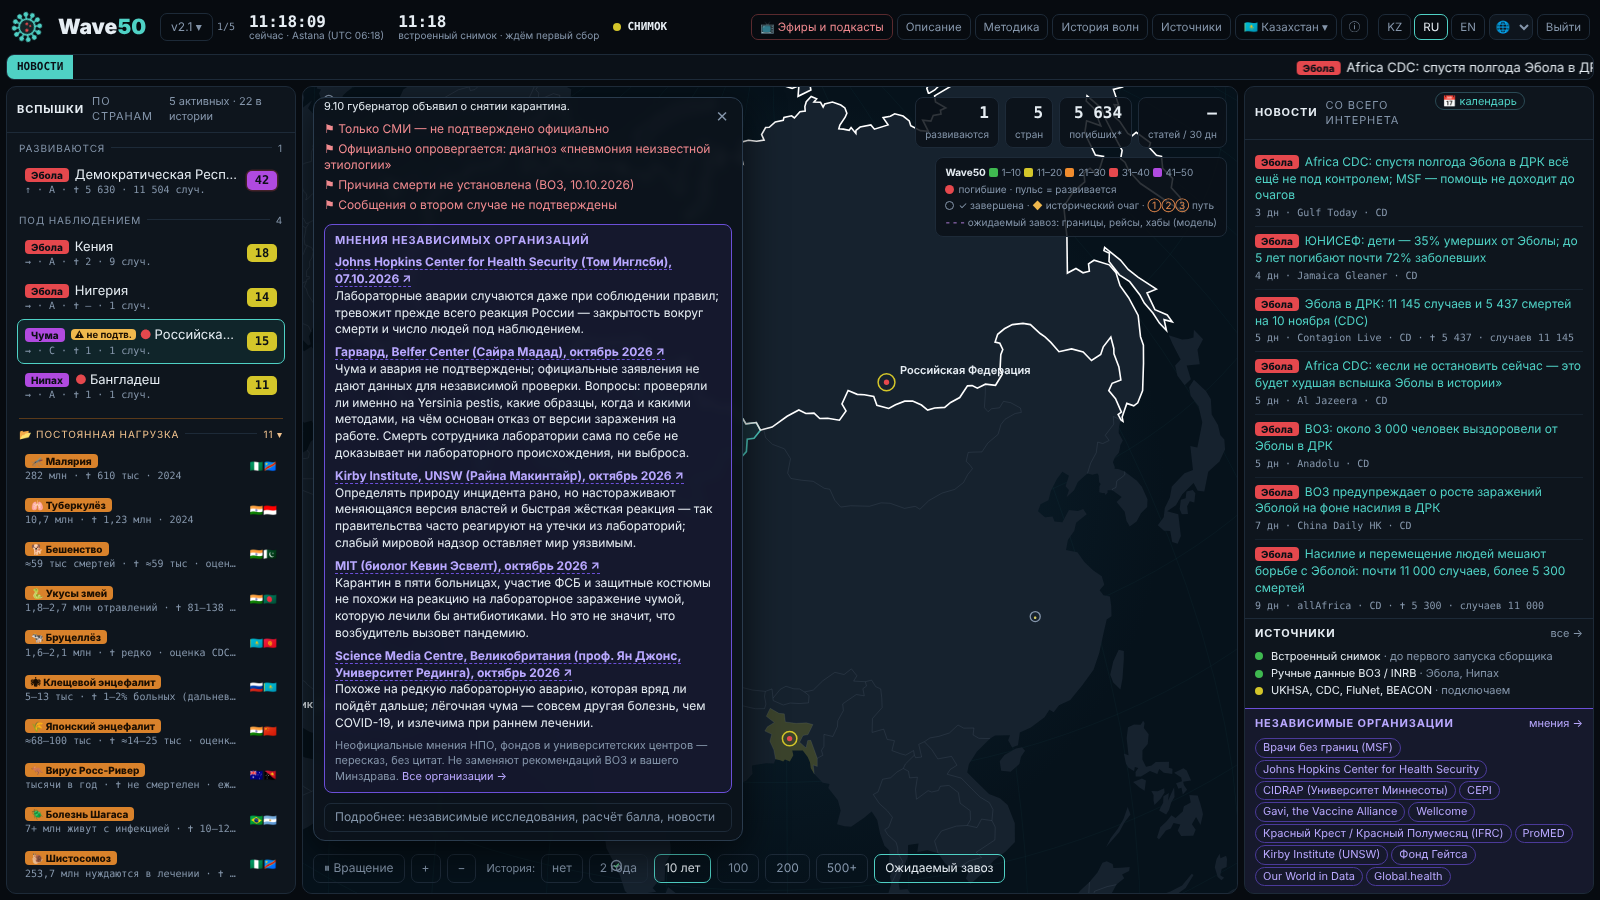 Wave50
v2.1 ▾
1/5
11:18:09
сейчас · Astana (UTC 06:18)
11:18
встроенный снимок · ждём первый сбор
СНИМОК
Эфиры и подкасты
Описание
Методика
История волн
Источники
Казахстан ▾
KZ
RU
EN
Выйти
НОВОСТИ
Эбола Africa CDC: спустя полгода Эбола в ДР
ВСПЫШКИ ПО СТРАНАМ
5 активных · 22 в истории
РАЗВИВАЮТСЯ 1
Эбола Демократическая Респ... 42
↑ · A · ✝ 5 630 · 11 504 случ.
ПОД НАБЛЮДЕНИЕМ 4
Эбола Кения 18
→ · A · ✝ 2 · 9 случ.
Эбола Нигерия 14
→ · A · ✝ — · 1 случ.
Чума ⚠ не подтв. Российска... 15
→ · C · ✝ 1 · 1 случ.
Нипах Бангладеш 11
→ · A · ✝ 1 · 1 случ.
ПОСТОЯННАЯ НАГРУЗКА 11 ▾
Малярия
282 млн · ✝ 610 тыс · 2024
Туберкулёз
10,7 млн · ✝ 1,23 млн · 2024
Бешенство
≈59 тыс смертей · ✝ ≈59 тыс · оцен...
Укусы змей
1,8–2,7 млн отравлений · ✝ 81–138 …
Бруцеллёз
1,6–2,1 млн · ✝ редко · оценка CDC…
Клещевой энцефалит
5–13 тыс · ✝ 1–2% больных (дальнев…
Японский энцефалит
≈68–100 тыс · ✝ ≈14–25 тыс · оценк…
Вирус Росс-Ривер
тысячи в год · ✝ не смертелен · еж…
Болезнь Шагаса
7+ млн живут с инфекцией · ✝ 10–12…
Шистосомоз
253,7 млн нуждаются в лечении · ✝ …
9.10 губернатор объявил о снятии карантина.
⚑ Только СМИ — не подтверждено официально
⚑ Официально опровергается: диагноз «пневмония неизвестной
этиологии»
⚑ Причина смерти не установлена (ВОЗ, 10.10.2026)
⚑ Сообщения о втором случае не подтверждены
МНЕНИЯ НЕЗАВИСИМЫХ ОРГАНИЗАЦИЙ
Johns Hopkins Center for Health Security (Том Инглсби),
07.10.2026 ↗
Лабораторные аварии случаются даже при соблюдении правил;
тревожит прежде всего реакция России — закрытость вокруг
смерти и число людей под наблюдением.
Гарвард, Belfer Center (Сайра Мадад), октябрь 2026 ↗
Чума и авария не подтверждены; официальные заявления не
дают данных для независимой проверки. Вопросы: проверяли
ли именно на Yersinia pestis, какие образцы, когда и какими
методами, на чём основан отказ от версии заражения на
работе. Смерть сотрудника лаборатории сама по себе не
доказывает ни лабораторного происхождения, ни выброса.
Kirby Institute, UNSW (Райна Макинтайр), октябрь 2026 ↗
Определять природу инцидента рано, но настораживают
меняющаяся версия властей и быстрая жёсткая реакция — так
правительства часто реагируют на утечки из лабораторий;
слабый мировой надзор оставляет мир уязвимым.
MIT (биолог Кевин Эсвелт), октябрь 2026 ↗
Карантин в пяти больницах, участие ФСБ и защитные костюмы
не похожи на реакцию на лабораторное заражение чумой,
которую лечили бы антибиотиками. Но это не значит, что
возбудитель вызовет пандемию.
Science Media Centre, Великобритания (проф. Ян Джонс,
Университет Рединга), октябрь 2026 ↗
Похоже на редкую лабораторную аварию, которая вряд ли
пойдёт дальше; лёгочная чума — совсем другая болезнь, чем
COVID-19, и излечима при раннем лечении.
Неофициальные мнения НПО, фондов и университетских центров —
пересказ, без цитат. Не заменяют рекомендаций ВОЗ и вашего
Минздрава. Все организации →
Подробнее: независимые исследования, расчёт балла, новости
1 развиваются
5 стран
5 634 погибших*
— статей / 30 дн
Wave50 1–10 11–20 21–30 31–40 41–50
погибшие · пульс = развивается
✓ завершена · исторический очаг · 1 2 3 путь
--- ожидаемый завоз: границы, рейсы, хабы (модель)
Российская Федерация
Вращение
+
−
История:
нет
2 года
10 лет
100
200
500+
Ожидаемый завоз
НОВОСТИ СО ВСЕГО ИНТЕРНЕТА
календарь
Эбола Africa CDC: спустя полгода Эбола в ДРК всё
ещё не под контролем; MSF — помощь не доходит до
очагов
3 дн · Gulf Today · CD
Эбола ЮНИСЕФ: дети — 35% умерших от Эболы; до
5 лет погибают почти 72% заболевших
4 дн · Jamaica Gleaner · CD
Эбола Эбола в ДРК: 11 145 случаев и 5 437 смертей
на 10 ноября (CDC)
5 дн · Contagion Live · CD · ✝ 5 437 · случаев 11 145
Эбола Africa CDC: «если не остановить сейчас — это
будет худшая вспышка Эболы в истории»
5 дн · Al Jazeera · CD
Эбола ВОЗ: около 3 000 человек выздоровели от
Эболы в ДРК
5 дн · Anadolu · CD
Эбола ВОЗ предупреждает о росте заражений
Эболой на фоне насилия в ДРК
7 дн · China Daily HK · CD
Эбола Насилие и перемещение людей мешают
борьбе с Эболой: почти 11 000 случаев, более 5 300
смертей
9 дн · allAfrica · CD · ✝ 5 300 · случаев 11 000
ИСТОЧНИКИ все →
Встроенный снимок · до первого запуска сборщика
Ручные данные ВОЗ / INRB · Эбола, Нипах
UKHSA, CDC, FluNet, BEACON · подключаем
НЕЗАВИСИМЫЕ ОРГАНИЗАЦИИ мнения →
Врачи без границ (MSF)
Johns Hopkins Center for Health Security
CIDRAP (Университет Миннесоты) CEPI
Gavi, the Vaccine Alliance Wellcome
Красный Крест / Красный Полумесяц (IFRC) ProMED
Kirby Institute (UNSW) Фонд Гейтса
Our World in Data Global.health